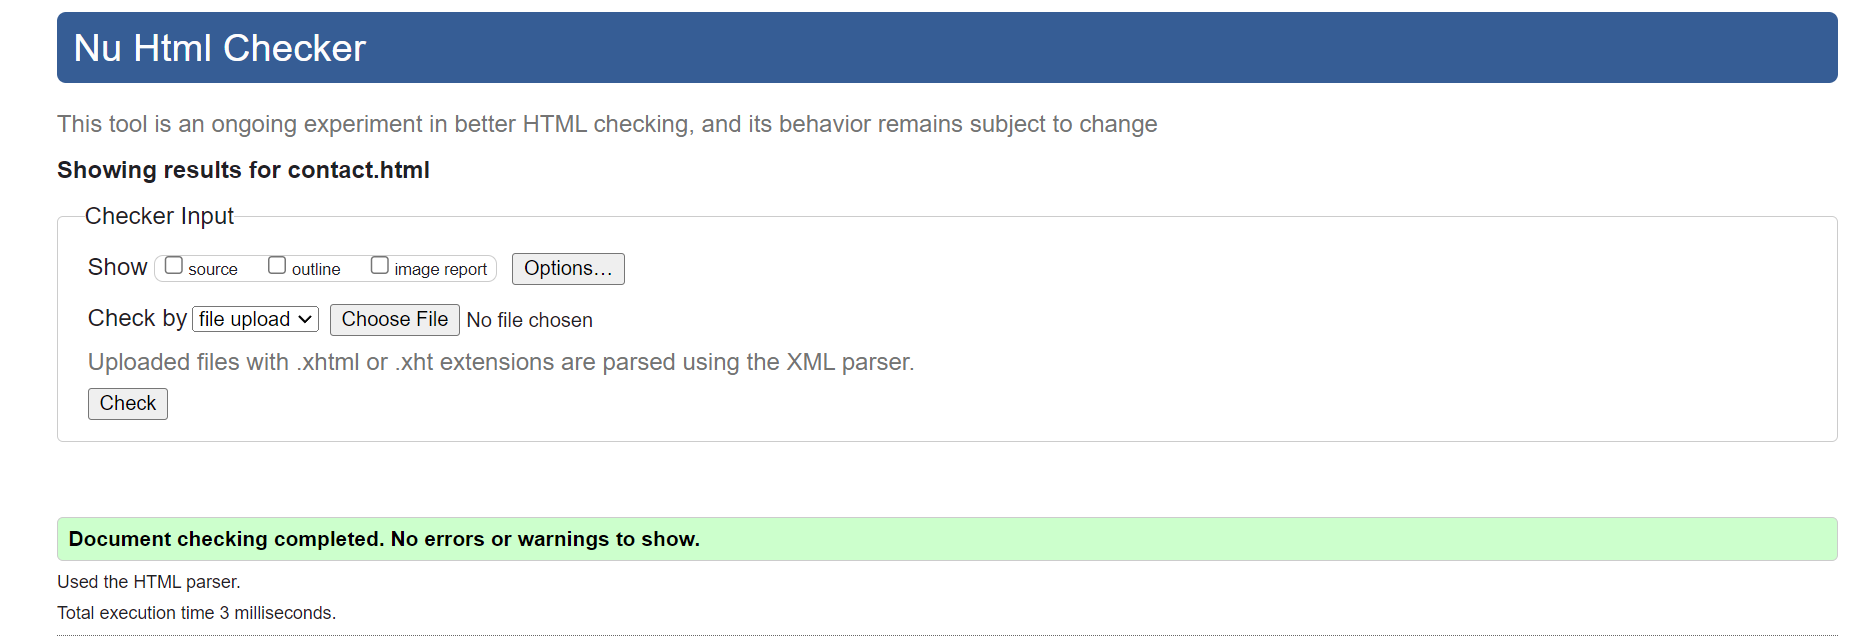 Nu Html Checker
This tool is an ongoing experiment in better HTML checking, and its behavior remains subject to change
Showing results for contact.html
Checker Input
Show source outline image report Options...
Check by file upload Choose File No file chosen
Uploaded files with .xhtml or .xht extensions are parsed using the XML parser.
Check
Document checking completed. No errors or warnings to show.
Used the HTML parser.
Total execution time 3 milliseconds.